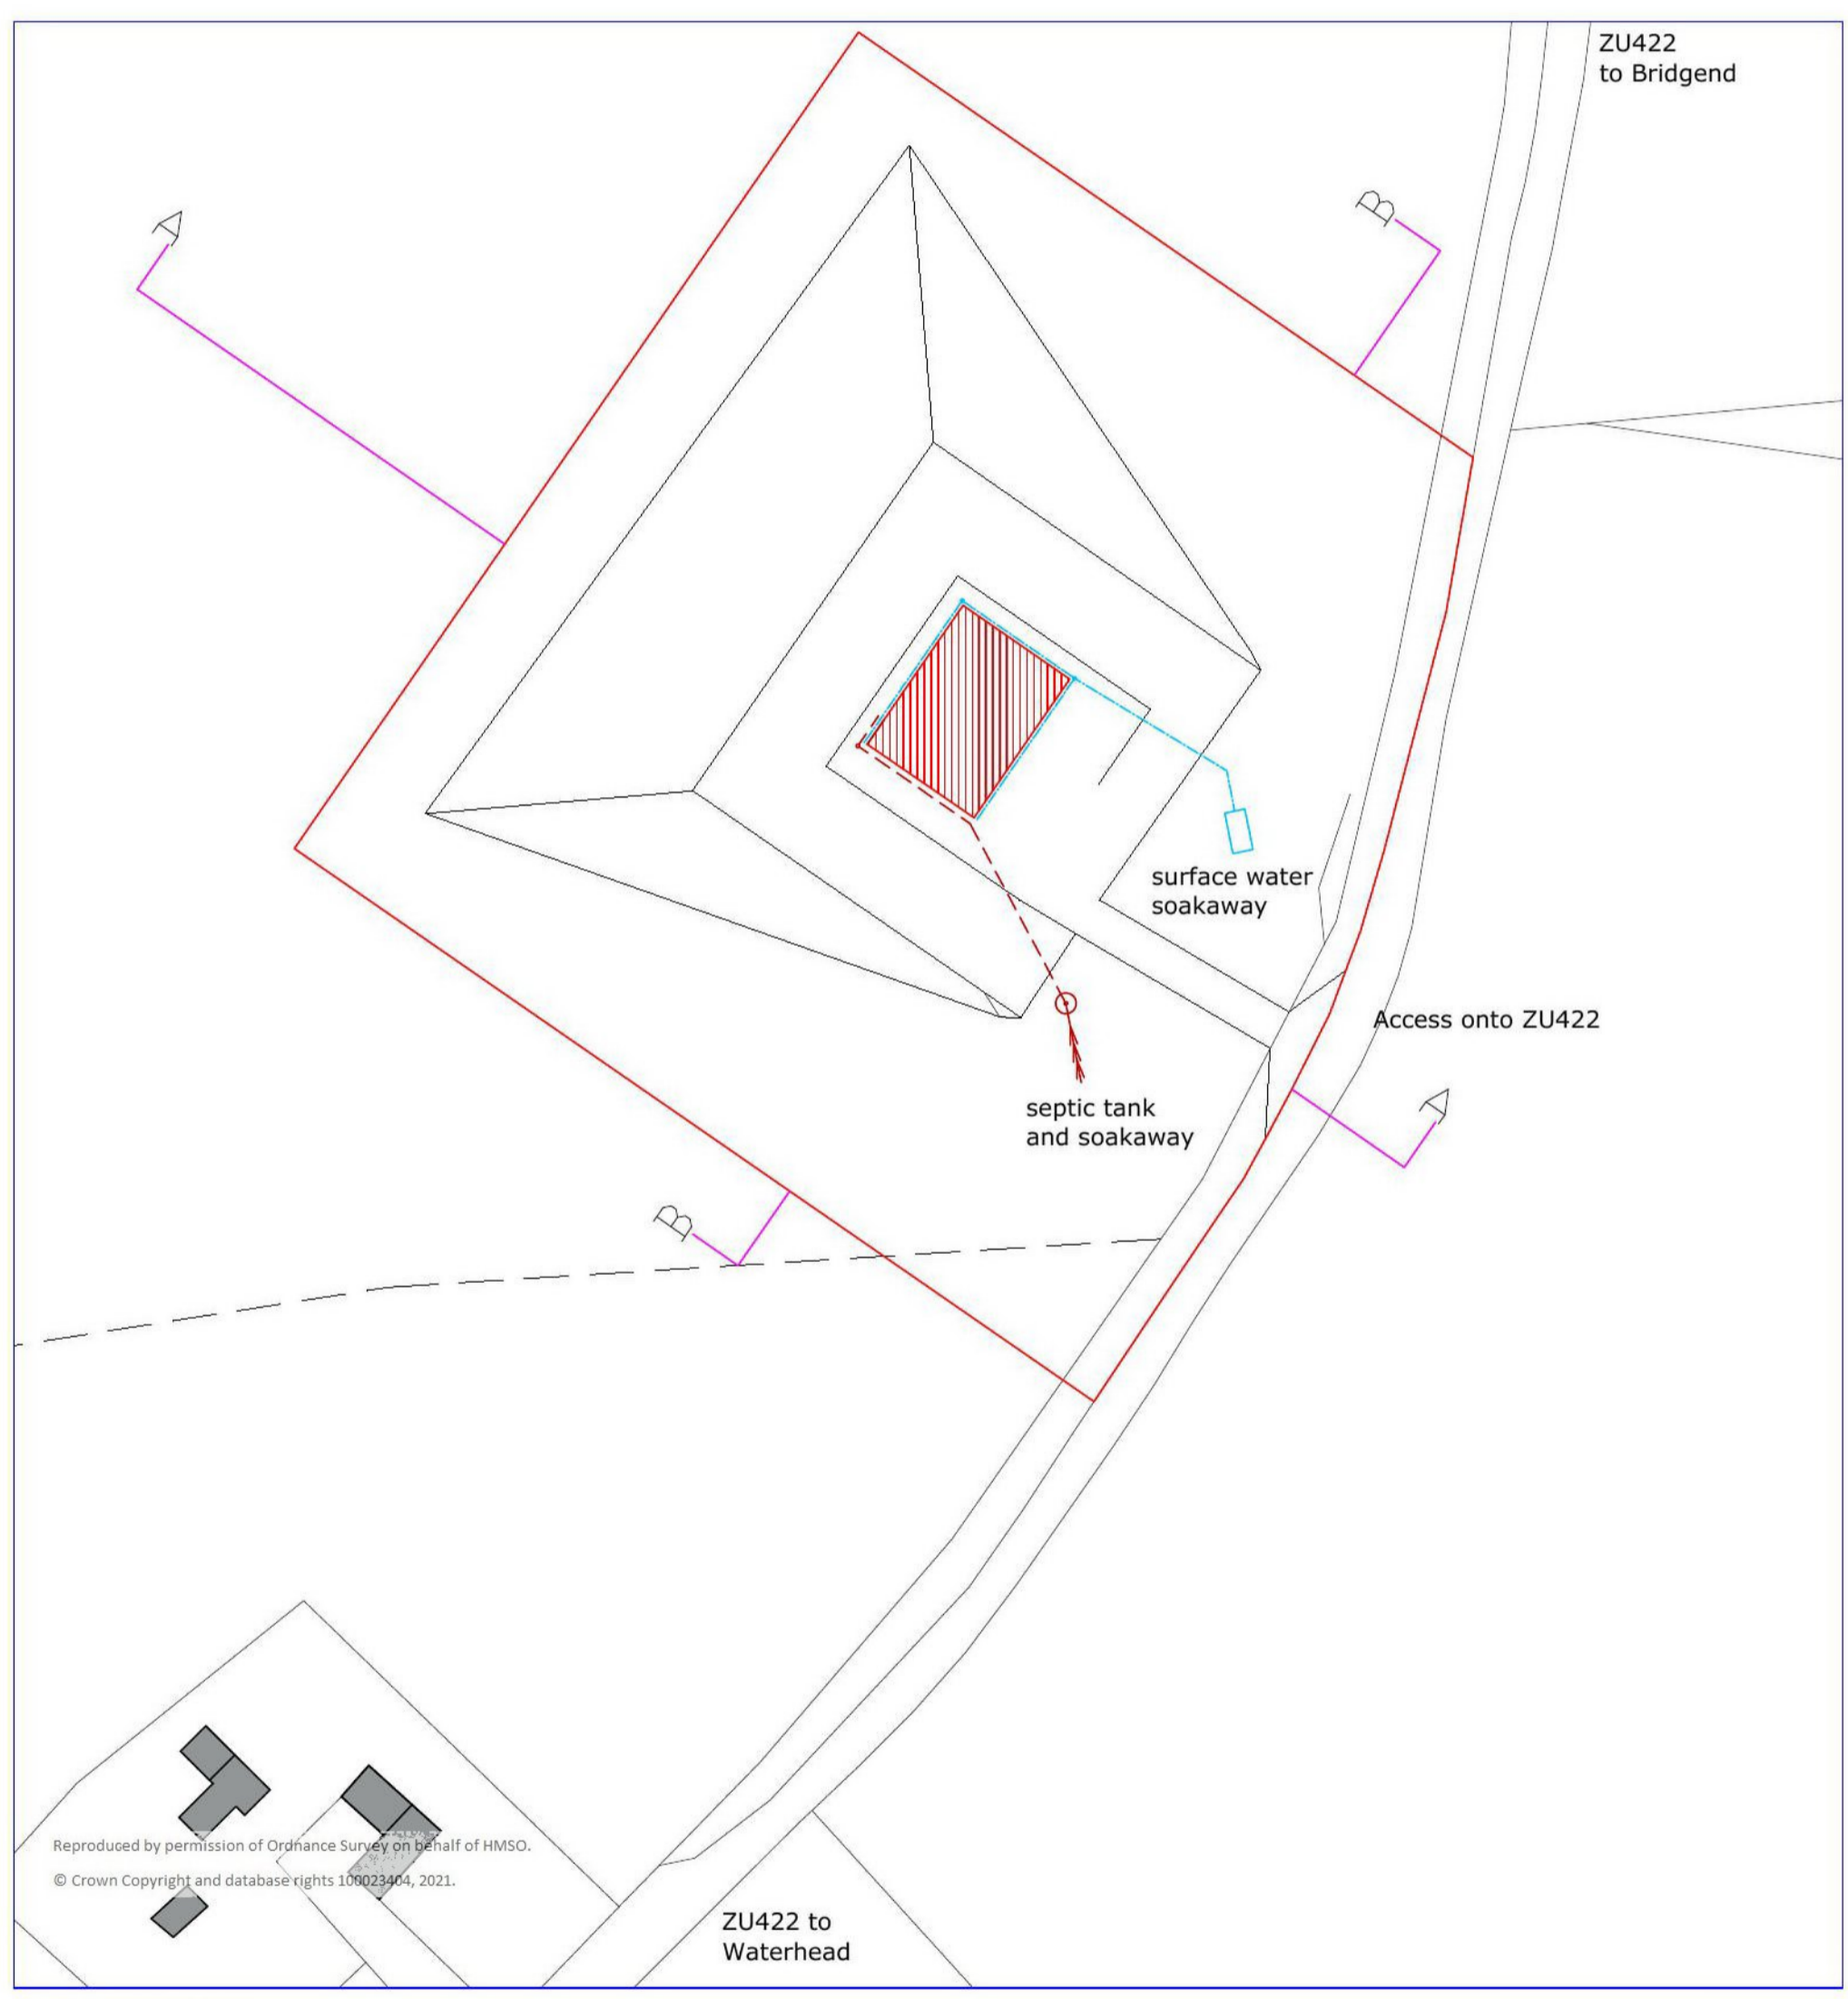 ZU422
to Bridgend
A
B
surface water
soakaway
Access onto ZU422
A
septic tank
and soakaway
B
Reproduced by permission of Ordnance Survey on behalf of HMSO.
© Crown Copyright and database rights 100023404, 2021.
ZU422 to
Waterhead